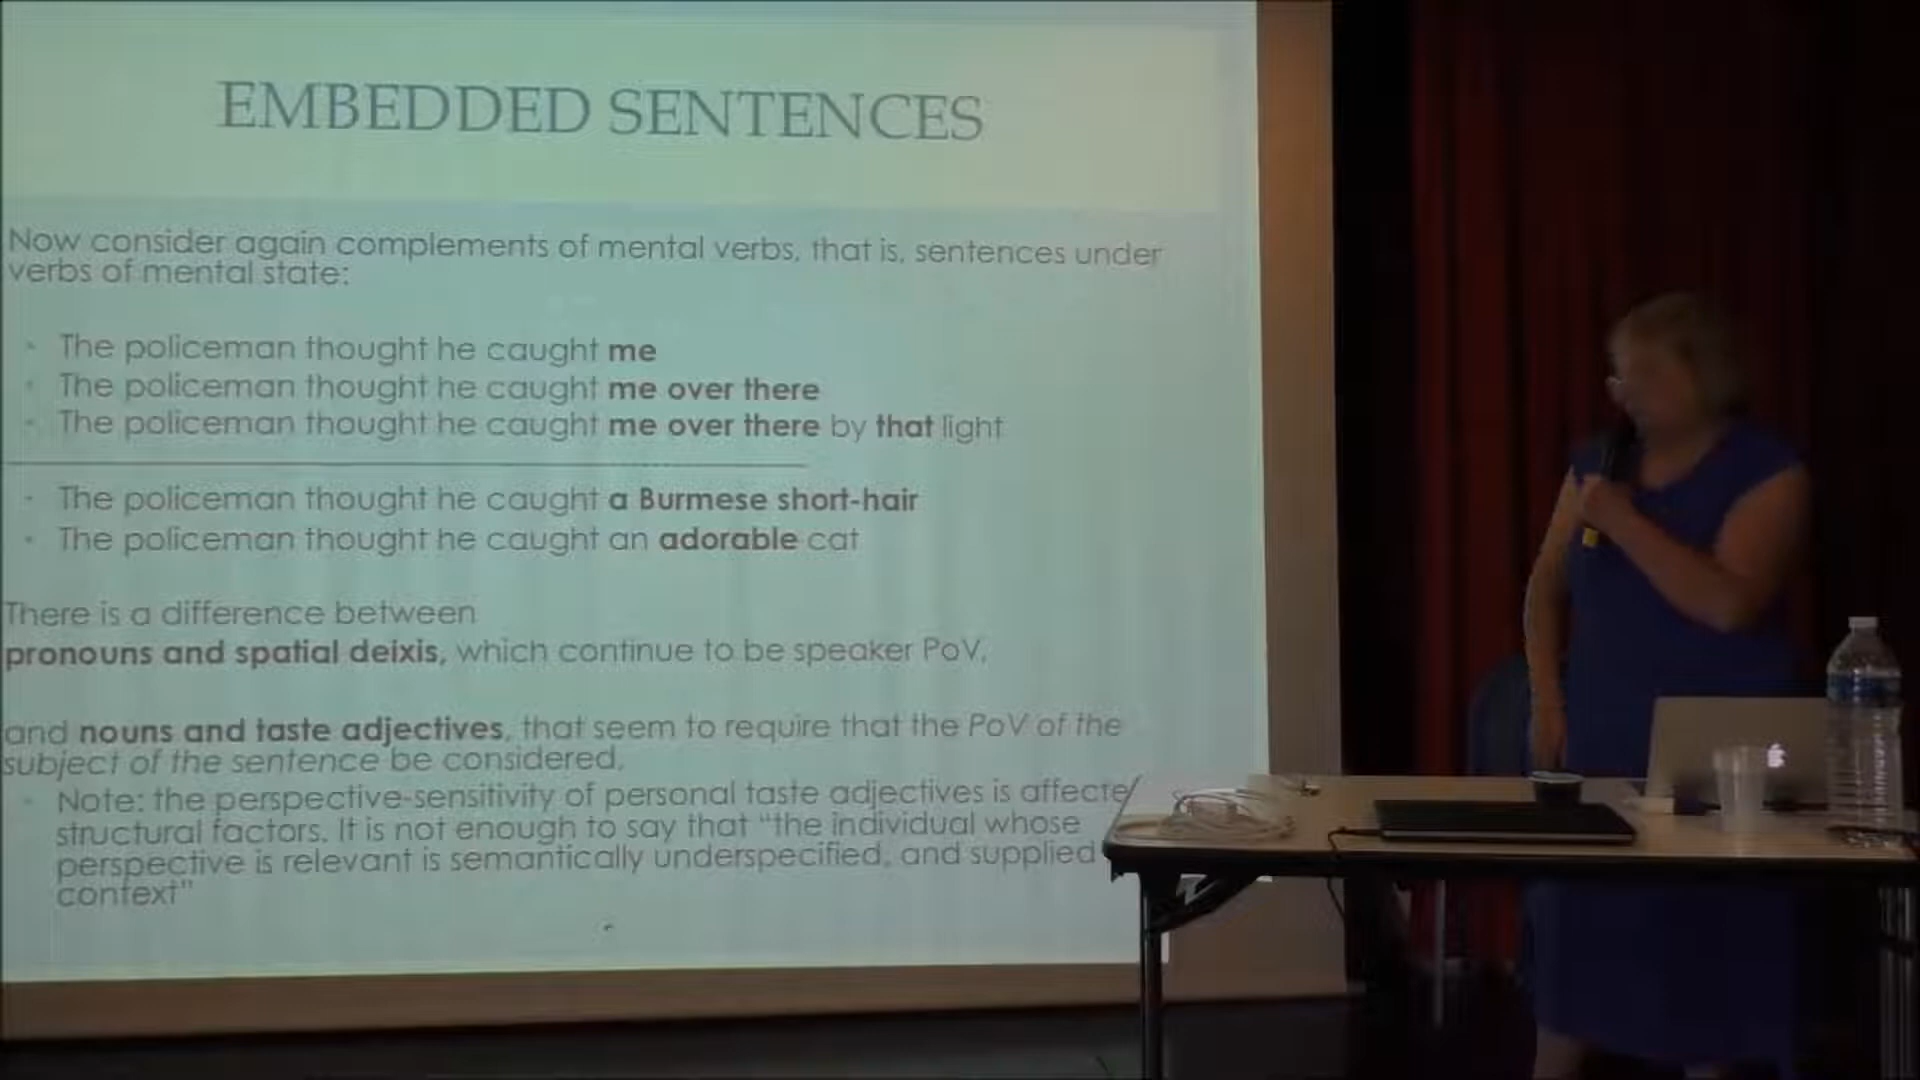 EMBEDDED SENTENCES
Now consider again complements of mental verbs, that is, sentences under
verbs of mental state:
The policeman thought he caught me
The policeman thought he caught me over there
The policeman thought he caught me over there by that light
The policeman thought he caught a Burmese short-hair
The policeman thought he caught an adorable cat
There is a difference between
pronouns and spatial deixis, which continue to be speaker PoV,
and nouns and taste adjectives, that seem to require that the PoV of the
subject of the sentence be considered.
Note: the perspective-sensitivity of personal taste adjectives is
structural factors. It is not enough to say that "the individual whose
perspective is relevant is semantically underspecified, and supplied
context"